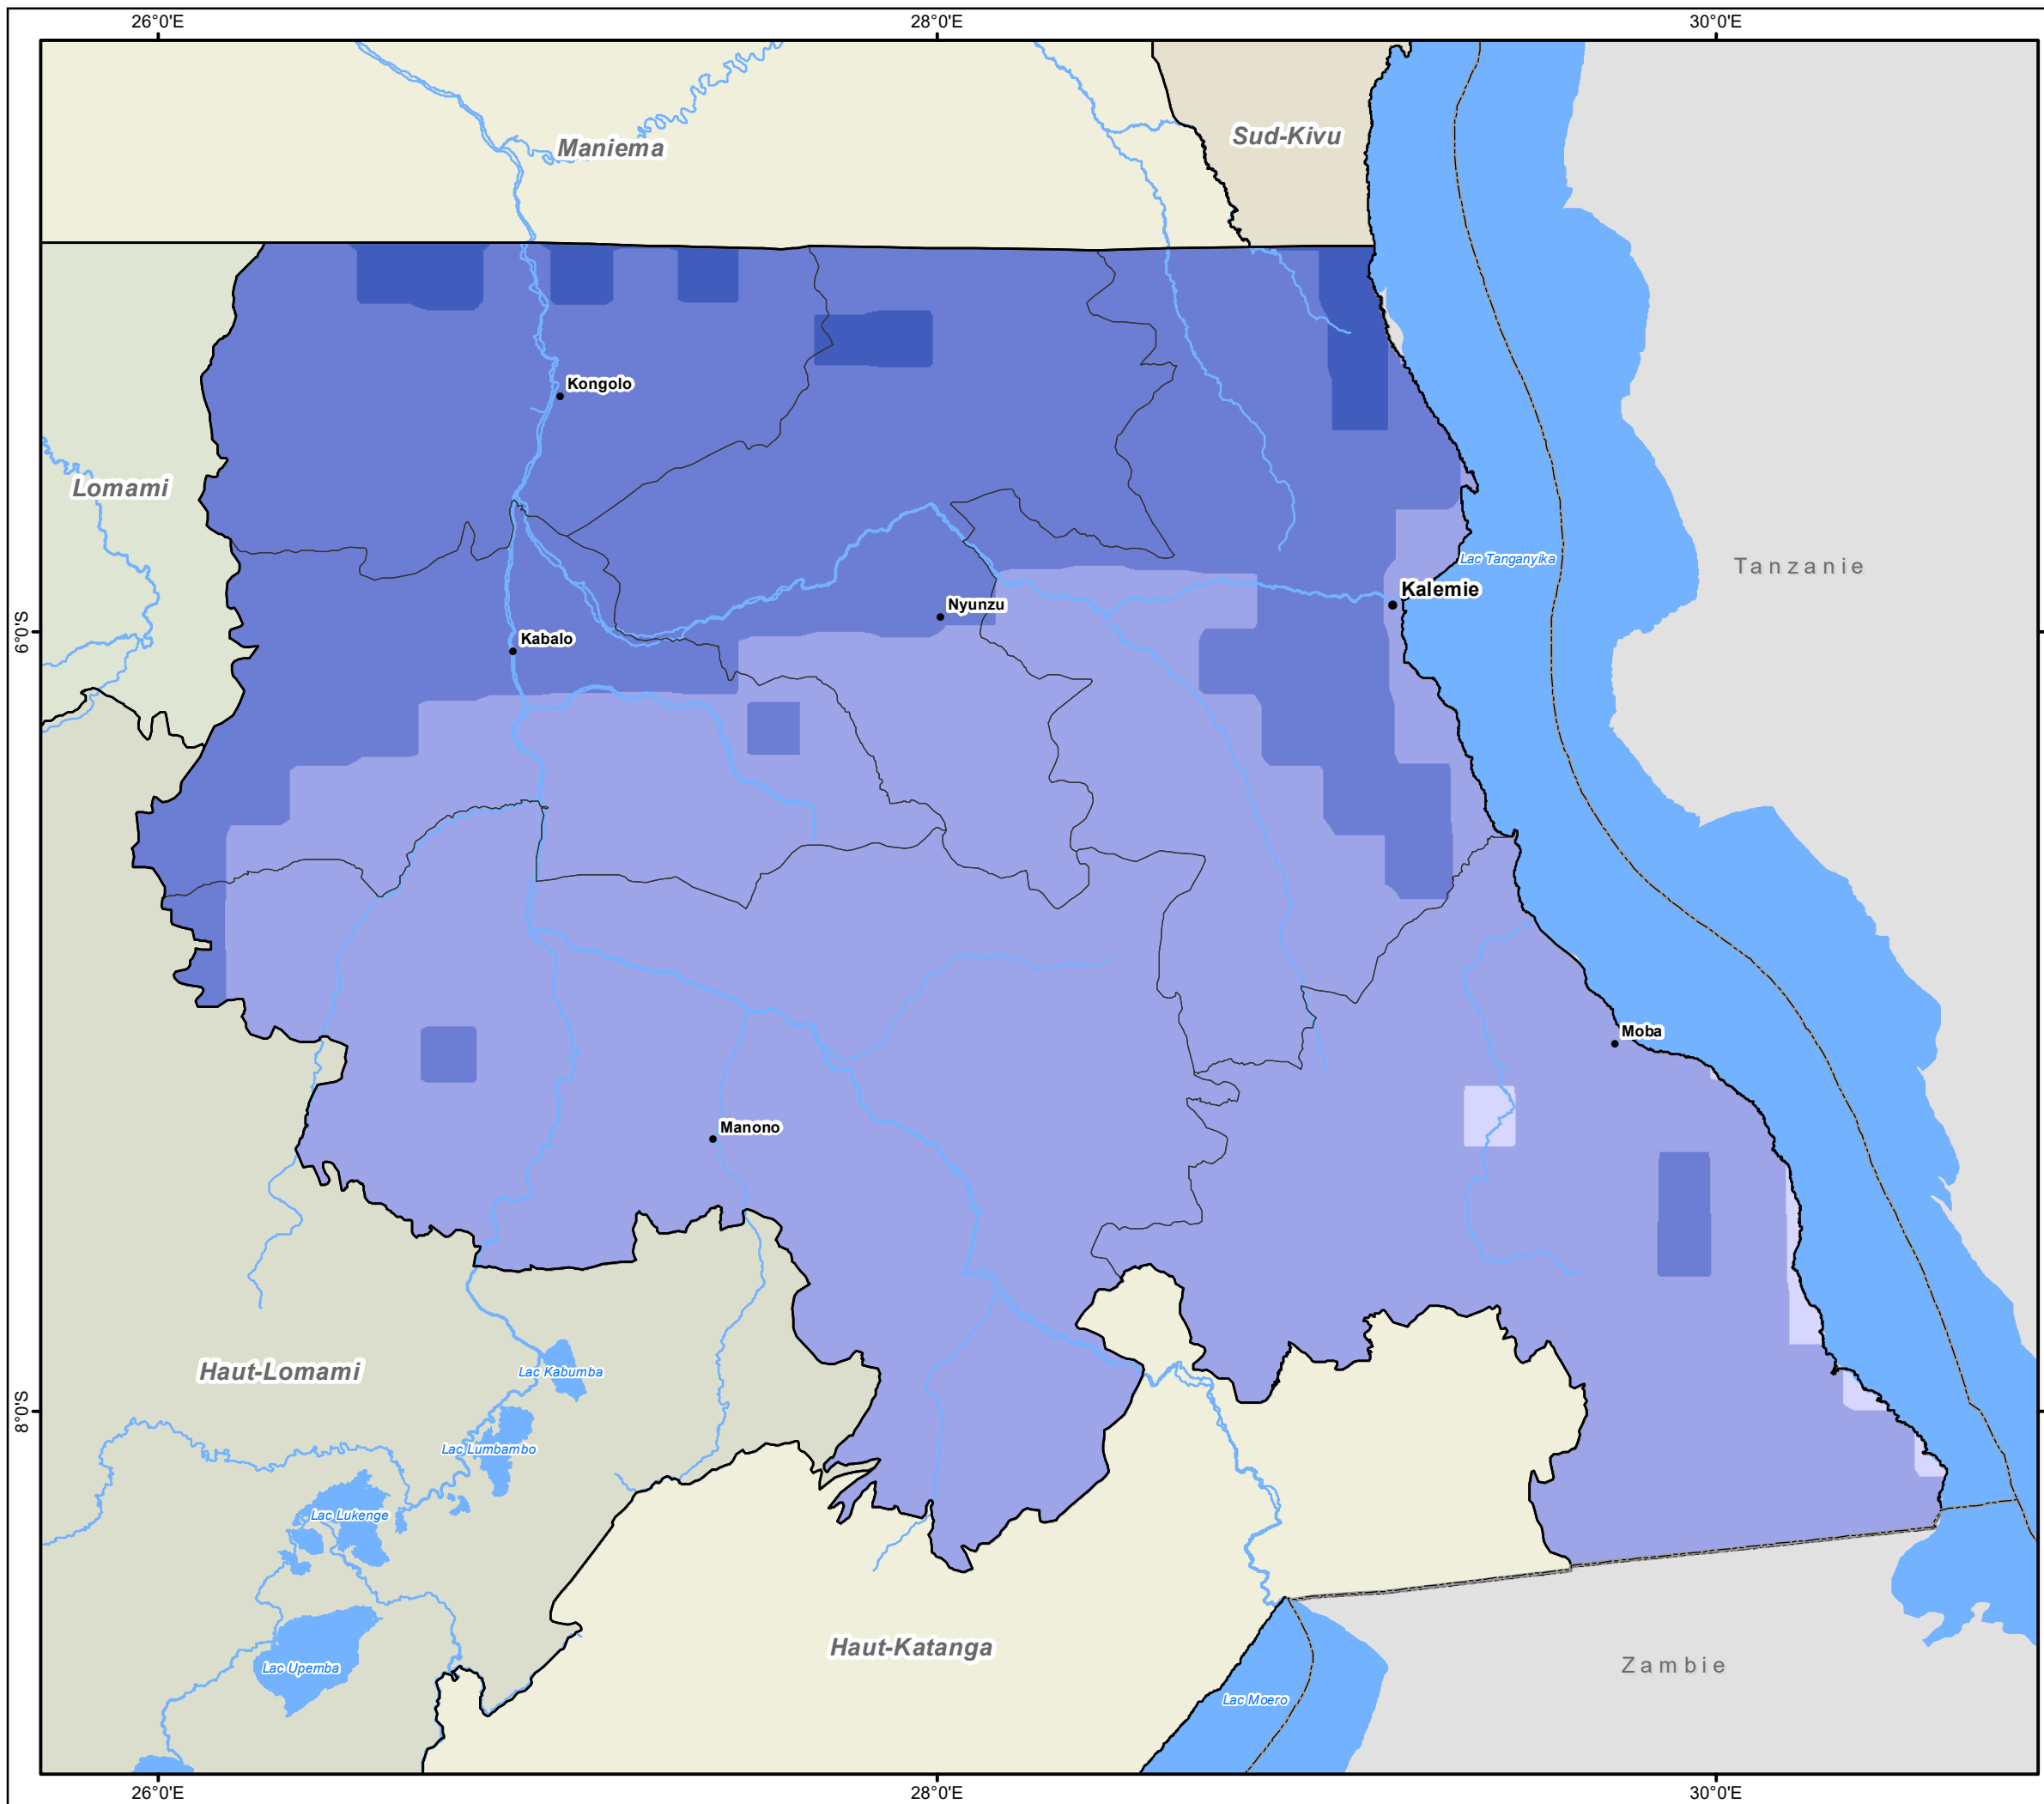 26°0'E
28°0'E
30°0'E
Maniema
Sud-Kivu
Kongolo
Lomami
Lac Tanganyika
Tanzanie
Kalemie
Nyunzu
6°0'S
Kabalo
Moba
Manono
Haut-Lomami
Lac Kabumba
8°0'S
Lac Lumbambo
Lac Lukenge
Haut-Katanga
Zambie
Lac Upemba
Lac Moero
26°0'E
28°0'E
30°0'E